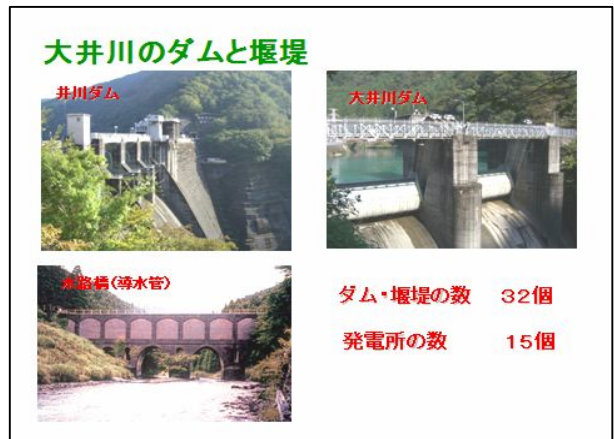 大井川のダムと堰堤
井川ダム
大井川ダム
水路橋(導水管)
ダム・堰堤の数 32個
発電所の数 15個